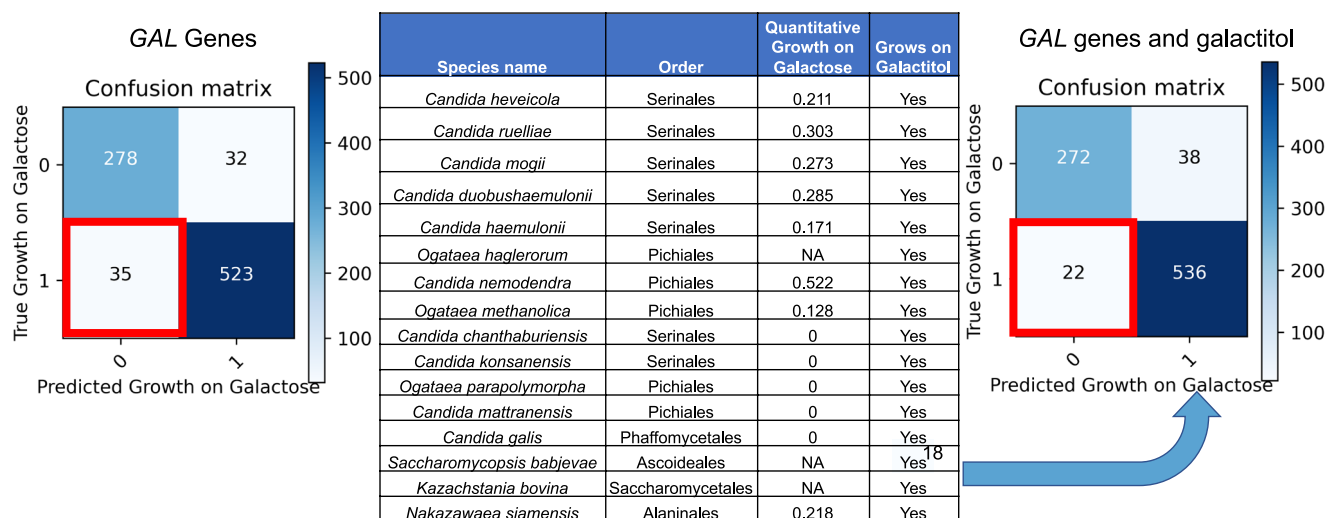 GAL Genes
Confusion matrix
True Growth on Galactose
0
1
278 32
35 523
0 1
Predicted Growth on Galactose
500
400
300
200
100
Species name Order Quantitative Growth on Galactose Grows on Galactitol
Candida heveicola Serinales 0.211 Yes
Candida ruelliae Serinales 0.303 Yes
Candida mogii Serinales 0.273 Yes
Candida duobushaemulonii Serinales 0.285 Yes
Candida haemulonii Serinales 0.171 Yes
Ogataea haglerorum Pichiales NA Yes
Candida nemodendra Pichiales 0.522 Yes
Ogataea methanolica Pichiales 0.128 Yes
Candida chanthaburiensis Serinales 0 Yes
Candida konsanensis Serinales 0 Yes
Ogataea parapolymorpha Pichiales 0 Yes
Candida mattranensis Pichiales 0 Yes
Candida galis Phaffomycetales 0 Yes
Saccharomycopsis babjevae Ascoideales NA Yes
18
Kazachstania bovina Saccharomycetales NA Yes
Nakazawaea siamensis Alaninales 0.218 Yes
GAL genes and galactitol
Confusion matrix
True Growth on Galactose
0
1
272 38
22 536
0 1
Predicted Growth on Galactose
500
400
300
200
100